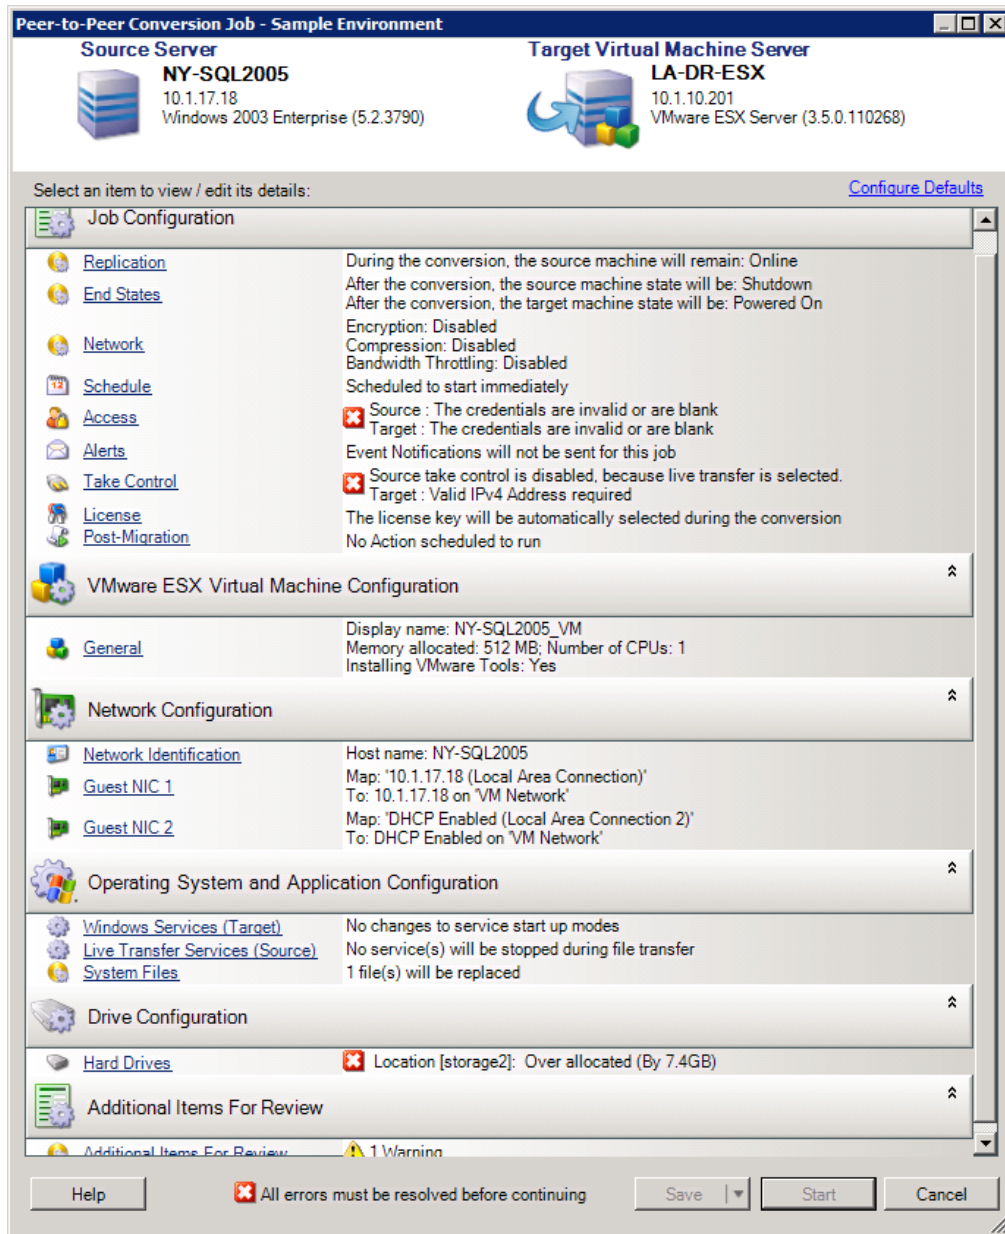 Peer-to-Peer Conversion Job - Sample Environment
Source Server
NY-SQL2005
10.1.17.18
Windows 2003 Enterprise (5.2.3790)
Target Virtual Machine Server
LA-DR-ESX
10.1.10.201
VMware ESX Server (3.5.0.110268)
Select an item to view / edit its details:
Configure Defaults
Job Configuration
Replication
During the conversion, the source machine will remain: Online
End States
After the conversion, the source machine state will be: Shutdown
After the conversion, the target machine state will be: Powered On
Network
Encryption: Disabled
Compression: Disabled
Bandwidth Throttling: Disabled
Schedule
Scheduled to start immediately
Access
Source : The credentials are invalid or are blank
Target : The credentials are invalid or are blank
Alerts
Event Notifications will not be sent for this job
Take Control
Source take control is disabled, because live transfer is selected.
Target : Valid IPv4 Address required
License
The license key will be automatically selected during the conversion
Post-Migration
No Action scheduled to run
VMware ESX Virtual Machine Configuration
General
Display name: NY-SQL2005_VM
Memory allocated: 512 MB; Number of CPUs: 1
Installing VMware Tools: Yes
Network Configuration
Network Identification
Host name: NY-SQL2005
Guest NIC 1
Map: '10.1.17.18 (Local Area Connection)'
To: 10.1.17.18 on 'VM Network'
Guest NIC 2
Map: 'DHCP Enabled (Local Area Connection 2)'
To: DHCP Enabled on 'VM Network'
Operating System and Application Configuration
Windows Services (Target)
No changes to service start up modes
Live Transfer Services (Source)
No service(s) will be stopped during file transfer
System Files
1 file(s) will be replaced
Drive Configuration
Hard Drives
Location [storage2]: Over allocated (By 7.4GB)
Additional Items For Review
Additional Items For Review
1 Warning
Help
All errors must be resolved before continuing
Save
Start
Cancel